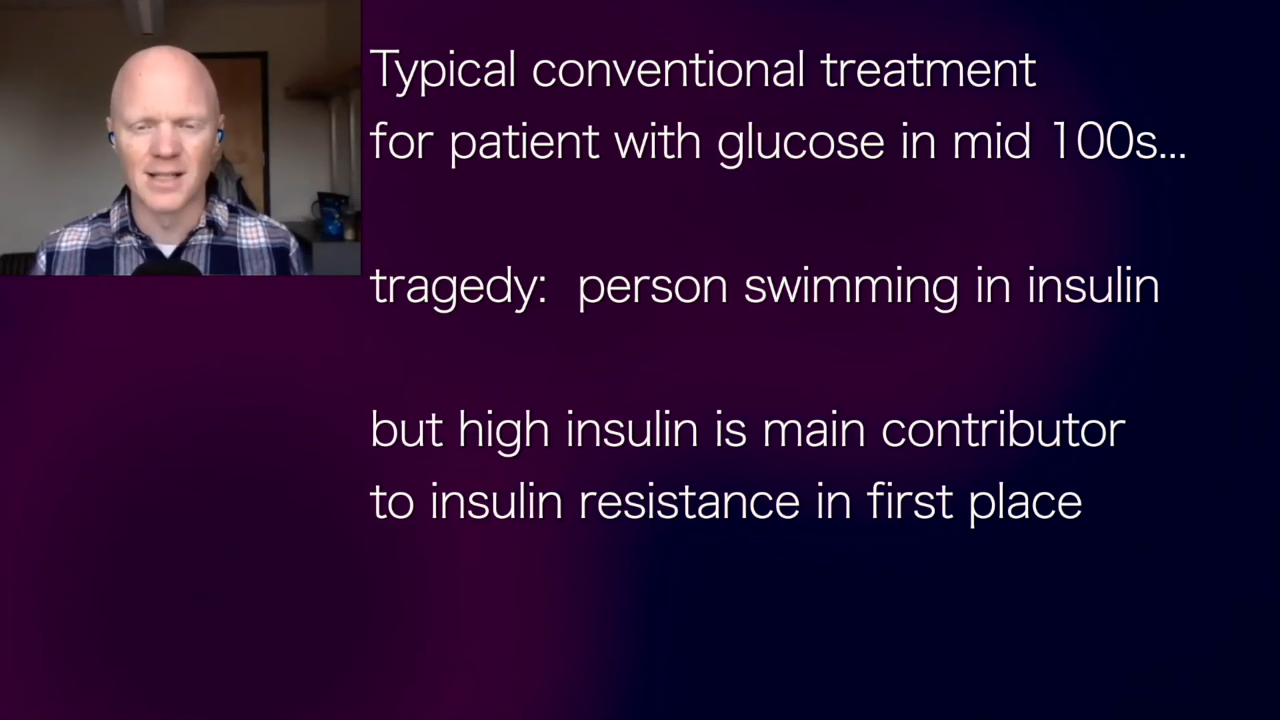 Typical conventional treatment
for patient with glucose in mid 100s...
tragedy:  person swimming in insulin
but high insulin is main contributor
to insulin resistance in first place